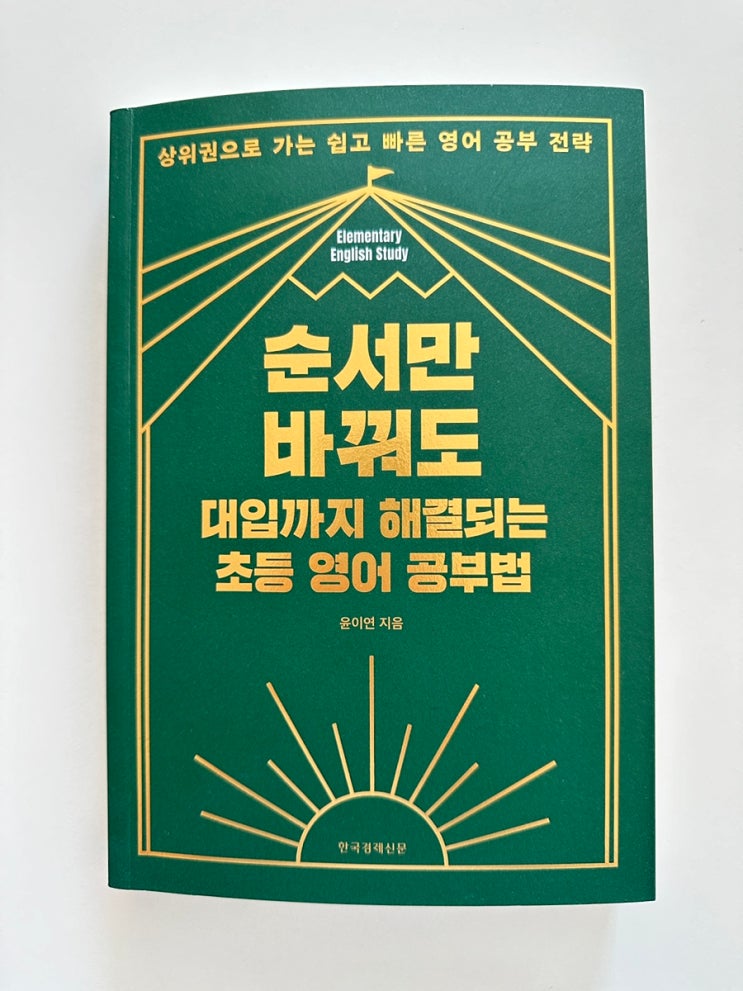 상위권으로 가는 쉽고 빠른 영어 공부 전략
Elementary
English Study
순서만
바꿔도
대입까지 해결되는
초등 영어 공부법
윤이연 지음
한국경제신문